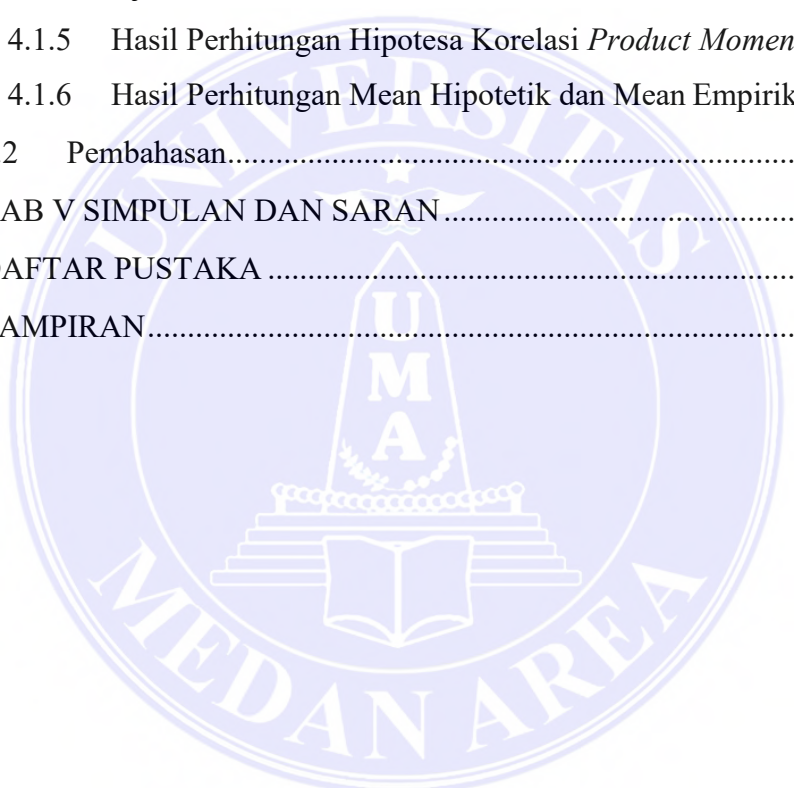 4.1.5 Hasil Perhitungan Hipotesa Korelasi Product Momen
4.1.6 Hasil Perhitungan Mean Hipotetik dan Mean Empirik
.2 Pembahasan......................................................................
AB V SIMPULAN DAN SARAN...........................................
AFTAR PUSTAKA .................................................................
AMPIRAN................................................................................
UNIVERSITAS
UMA
MEDAN AREA